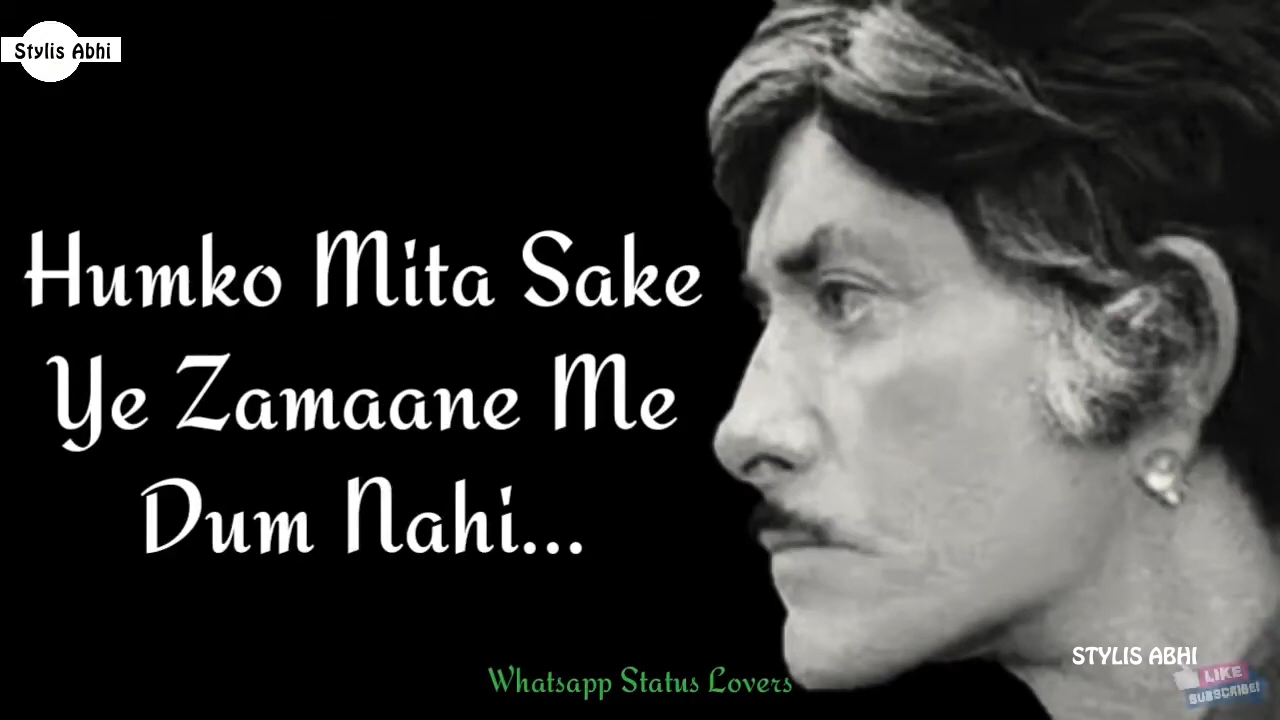 Stylis Abhi
Humko Mita Sake
Ye Zamaane Me
Dum Nahi...
Whatsapp Status Lovers
STYLIS ABHI
LIKE
SUBSCRIBE!